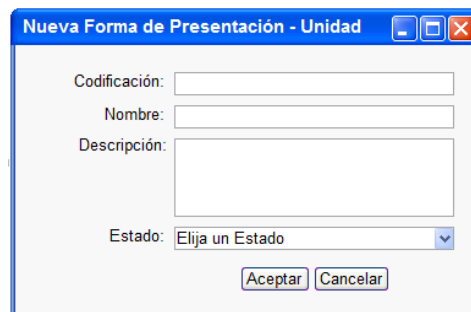 Nueva Forma de Presentación - Unidad
Codificación:
Nombre:
Descripción:
Estado: Elija un Estado
Aceptar Cancelar